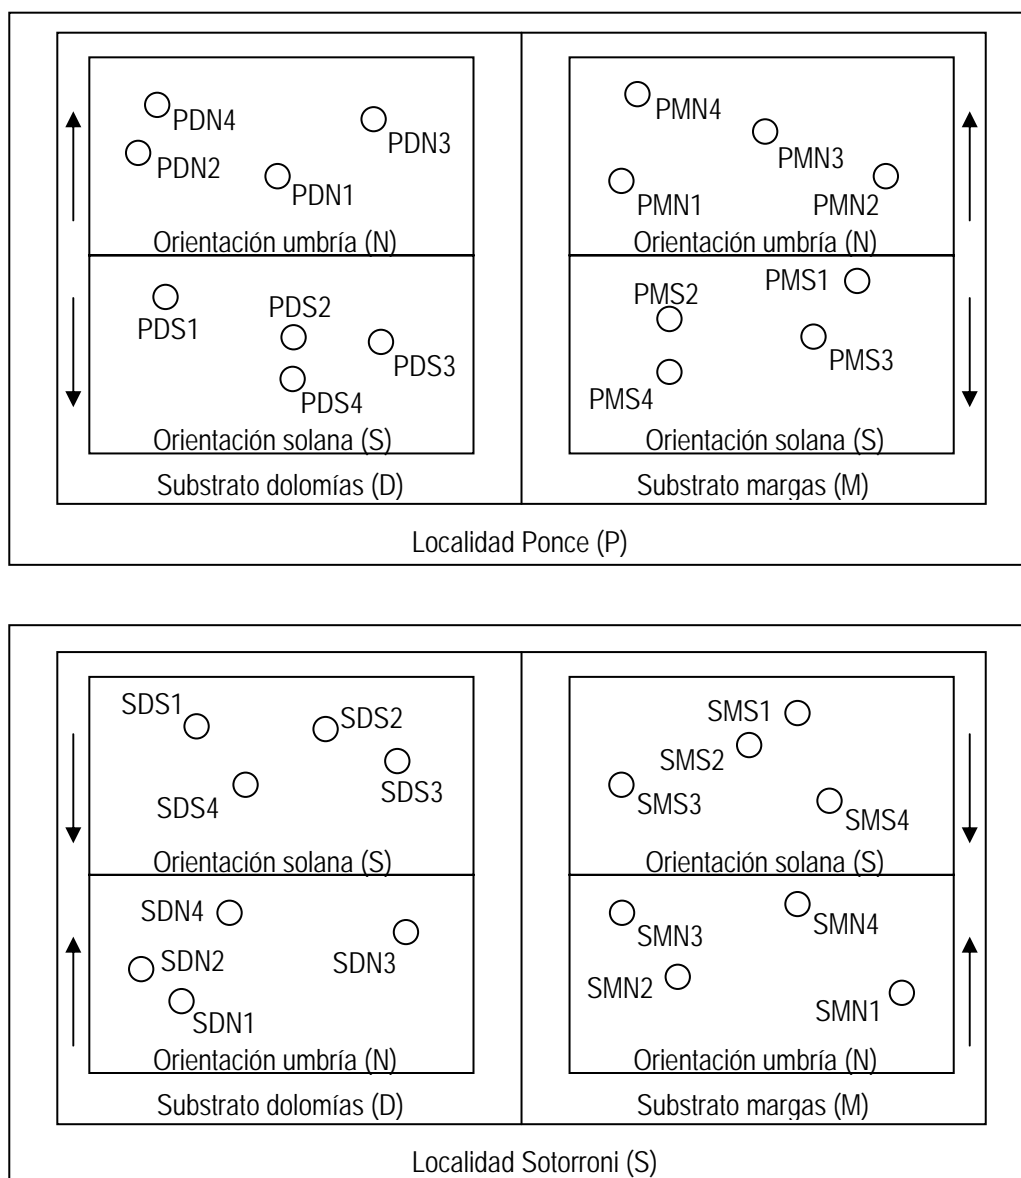 PDN4
PDN3
PDN2
PDN1
Orientación umbría (N)
PDS1
PDS2
PDS3
PDS4
Orientación solana (S)
Substrato dolomías (D)
PMN4
PMN3
PMN1
PMN2
Orientación umbría (N)
PMS1
PMS2
PMS3
PMS4
Orientación solana (S)
Substrato margas (M)
Localidad Ponce (P)
SDS1
SDS2
SDS3
SDS4
Orientación solana (S)
SDN4
SDN3
SDN2
SDN1
Orientación umbría (N)
Substrato dolomías (D)
SMS1
SMS2
SMS3
SMS4
Orientación solana (S)
SMN4
SMN3
SMN2
SMN1
Orientación umbría (N)
Substrato margas (M)
Localidad Sotorroni (S)